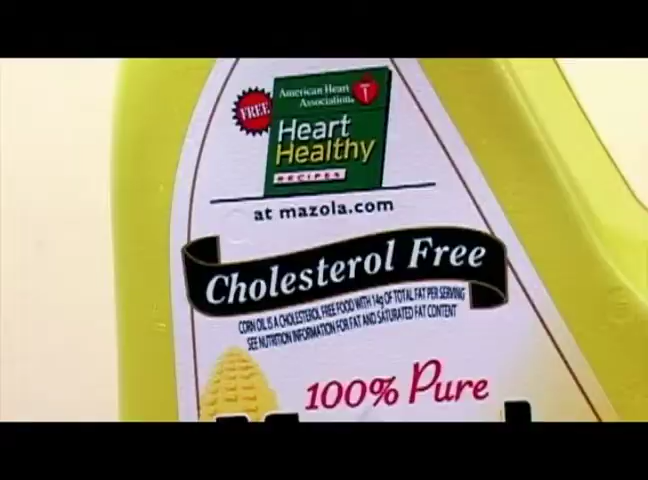 FREE
American Heart
Association®
Heart
Healthy
RECIPES
at mazola.com
Cholesterol Free
CORN OIL IS A CHOLESTEROL FREE FOOD WITH 14g OF TOTAL FAT PER SERVING
SEE NUTRITION INFORMATION FOR FAT AND SATURATED FAT CONTENT
100% Pure